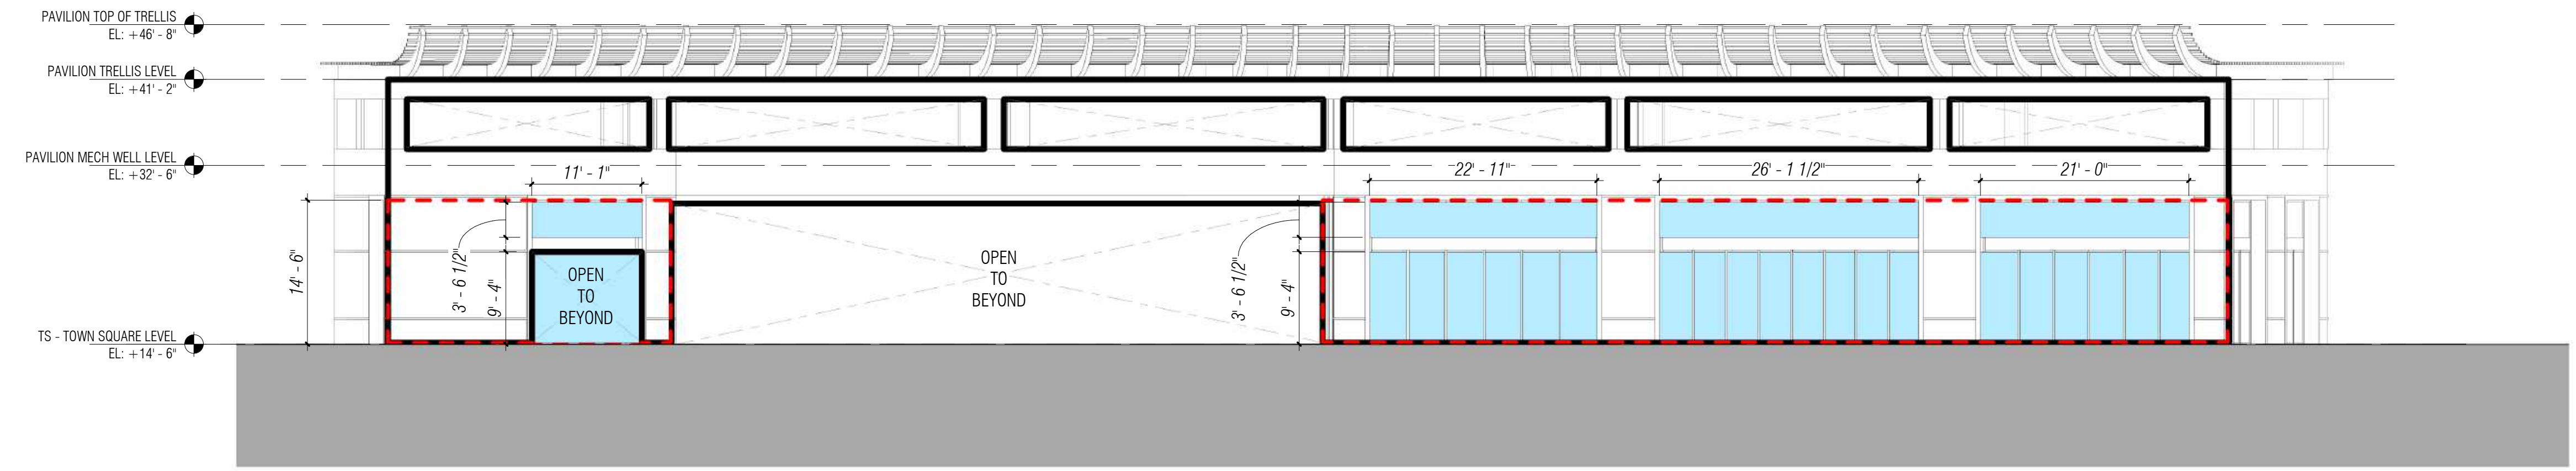 PAVILION TOP OF TRELLIS
EL: +46' - 8"
PAVILION TRELLIS LEVEL
EL: +41' - 2"
PAVILION MECH WELL LEVEL
EL: +32' - 6"
11' - 1"
22' - 11"
26' - 1 1/2"
21' - 0"
14' - 6"
3' - 6 1/2"
9' - 4"
OPEN
TO
BEYOND
OPEN
TO
BEYOND
3' - 6 1/2"
9' - 4"
TS - TOWN SQUARE LEVEL
EL: +14' - 6"